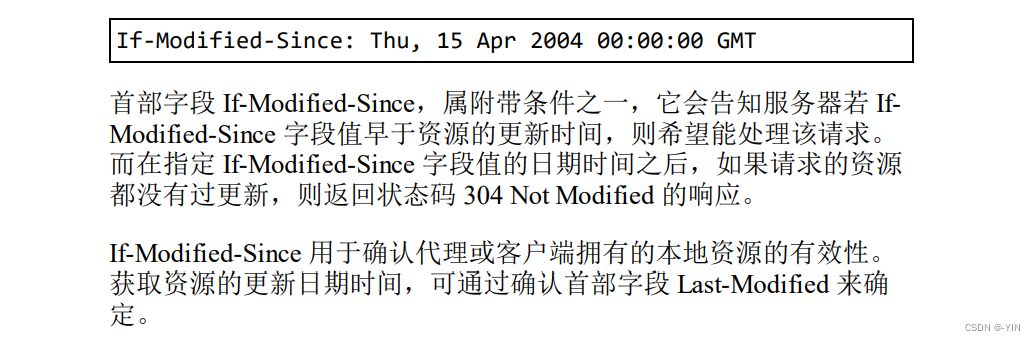 If-Modified-Since: Thu, 15 Apr 2004 00:00:00 GMT
首部字段 If-Modified-Since，属附带条件之一，它会告知服务器若 If-
Modified-Since 字段值早于资源的更新时间，则希望能处理该请求。
而在指定 If-Modified-Since 字段值的日期时间之后，如果请求的资源
都没有过更新，则返回状态码 304 Not Modified 的响应。
If-Modified-Since 用于确认代理或客户端拥有的本地资源的有效性。
获取资源的更新日期时间，可通过确认首部字段 Last-Modified 来确
定。
CSDN @-YIN